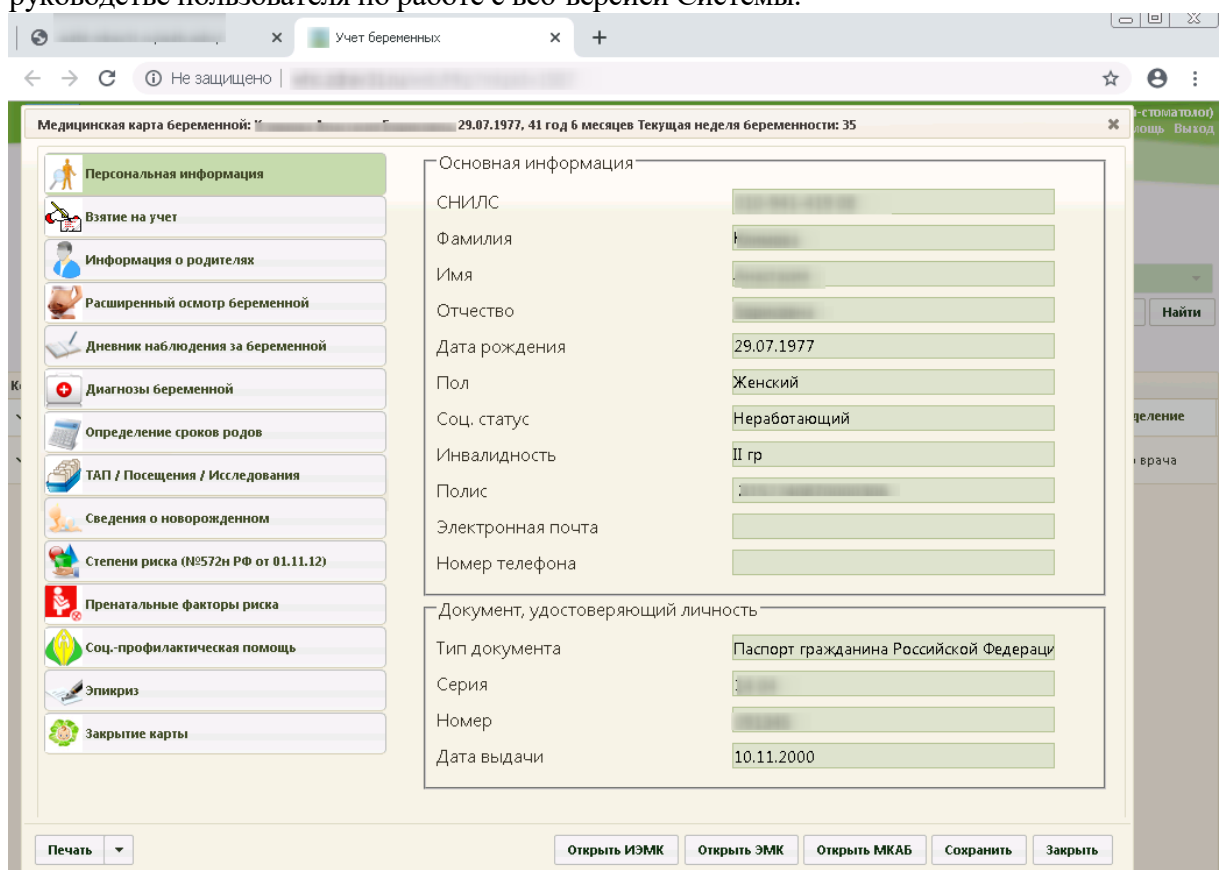 руководстве пользователя по работе с веб-версией Системы.
Учет беременных
Не защищено
Медицинская карта беременной: 29.07.1977, 41 год 6 месяцев Текущая неделя беременности: 35
-стоматолог)
Выход
Персональная информация
Взятие на учет
Информация о родителях
Расширенный осмотр беременной
Дневник наблюдения за беременной
Диагнозы беременной
Определение сроков родов
ТАП / Посещения / Исследования
Сведения о новорожденном
Степени риска (№572н РФ от 01.11.12)
Пренатальные факторы риска
Соц.-профилактическая помощь
Эпикриз
Закрытие карты
Основная информация
СНИЛС
Фамилия
Имя
Отчество
Дата рождения 29.07.1977
Пол Женский
Соц. статус Неработающий
Инвалидность II гр
Полис
Электронная почта
Номер телефона
Документ, удостоверяющий личность
Тип документа Паспорт гражданина Российской Федераци
Серия
Номер
Дата выдачи 10.11.2000
Найти
деление
врача
Печать Открыть ИЭМК Открыть ЭМК Открыть МКАБ Сохранить Закрыть